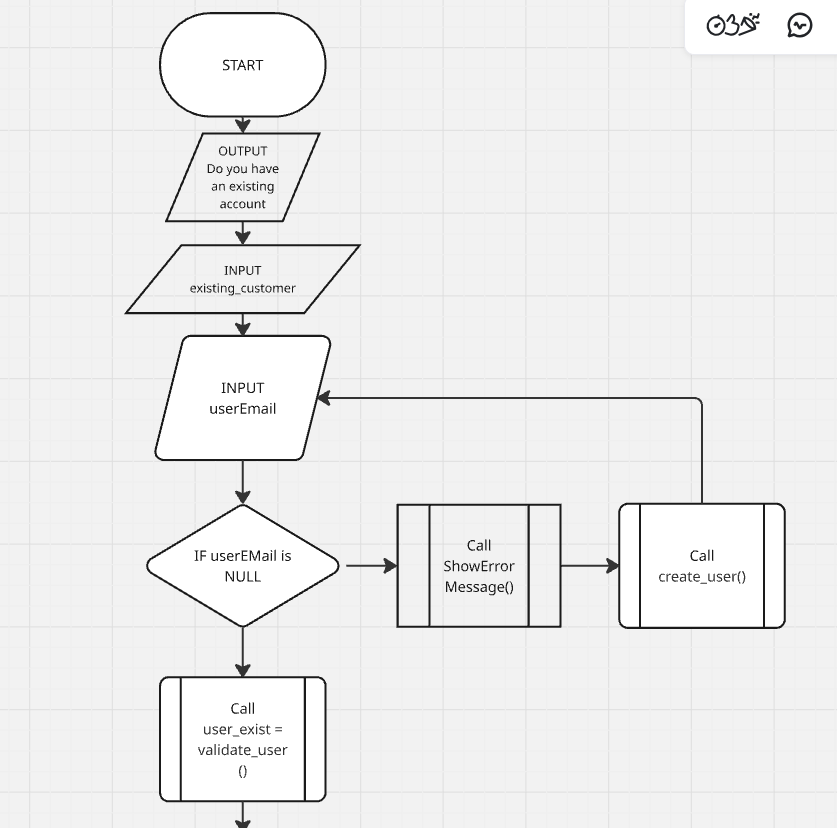 START
OUTPUT
Do you have
an existing
account
INPUT
existing_customer
INPUT
userEmail
IF userEMail is
NULL
Call
ShowError
Message()
Call
create_user()
Call
user_exist =
validate_user
()